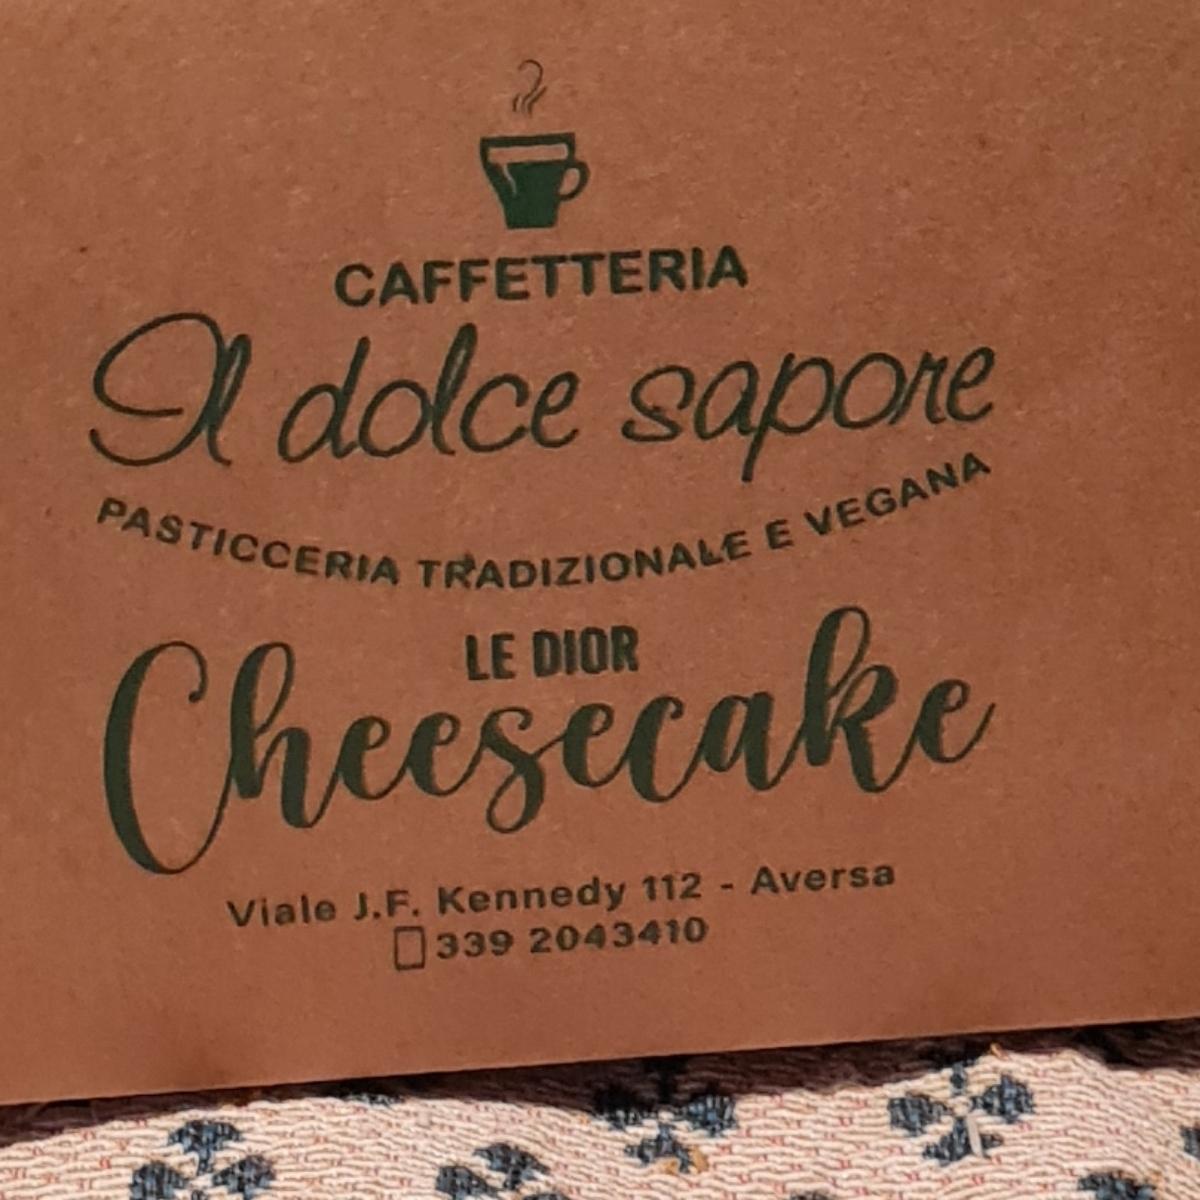 CAFFETTERIA
Il dolce sapore
PASTICCERIA TRADIZIONALE E VEGANA
LE DIOR
Cheesecake
Viale J.F. Kennedy 112 - Aversa
339 2043410